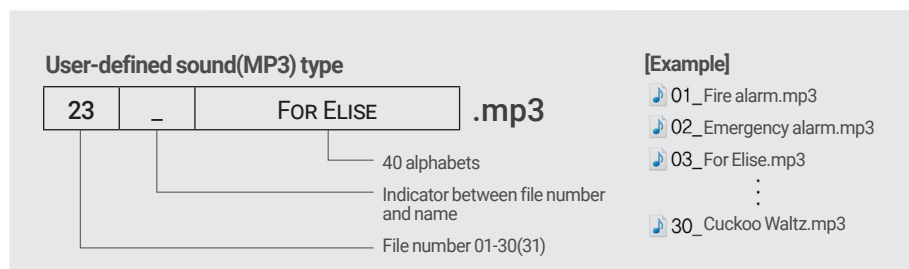 User-defined sound(MP3) type
23 _ FOR ELISE .mp3
40 alphabets
Indicator between file number
and name
File number 01-30(31)
[Example]
01_Fire alarm.mp3
02_Emergency alarm.mp3
03_For Elise.mp3
⋮
30_Cuckoo Waltz.mp3